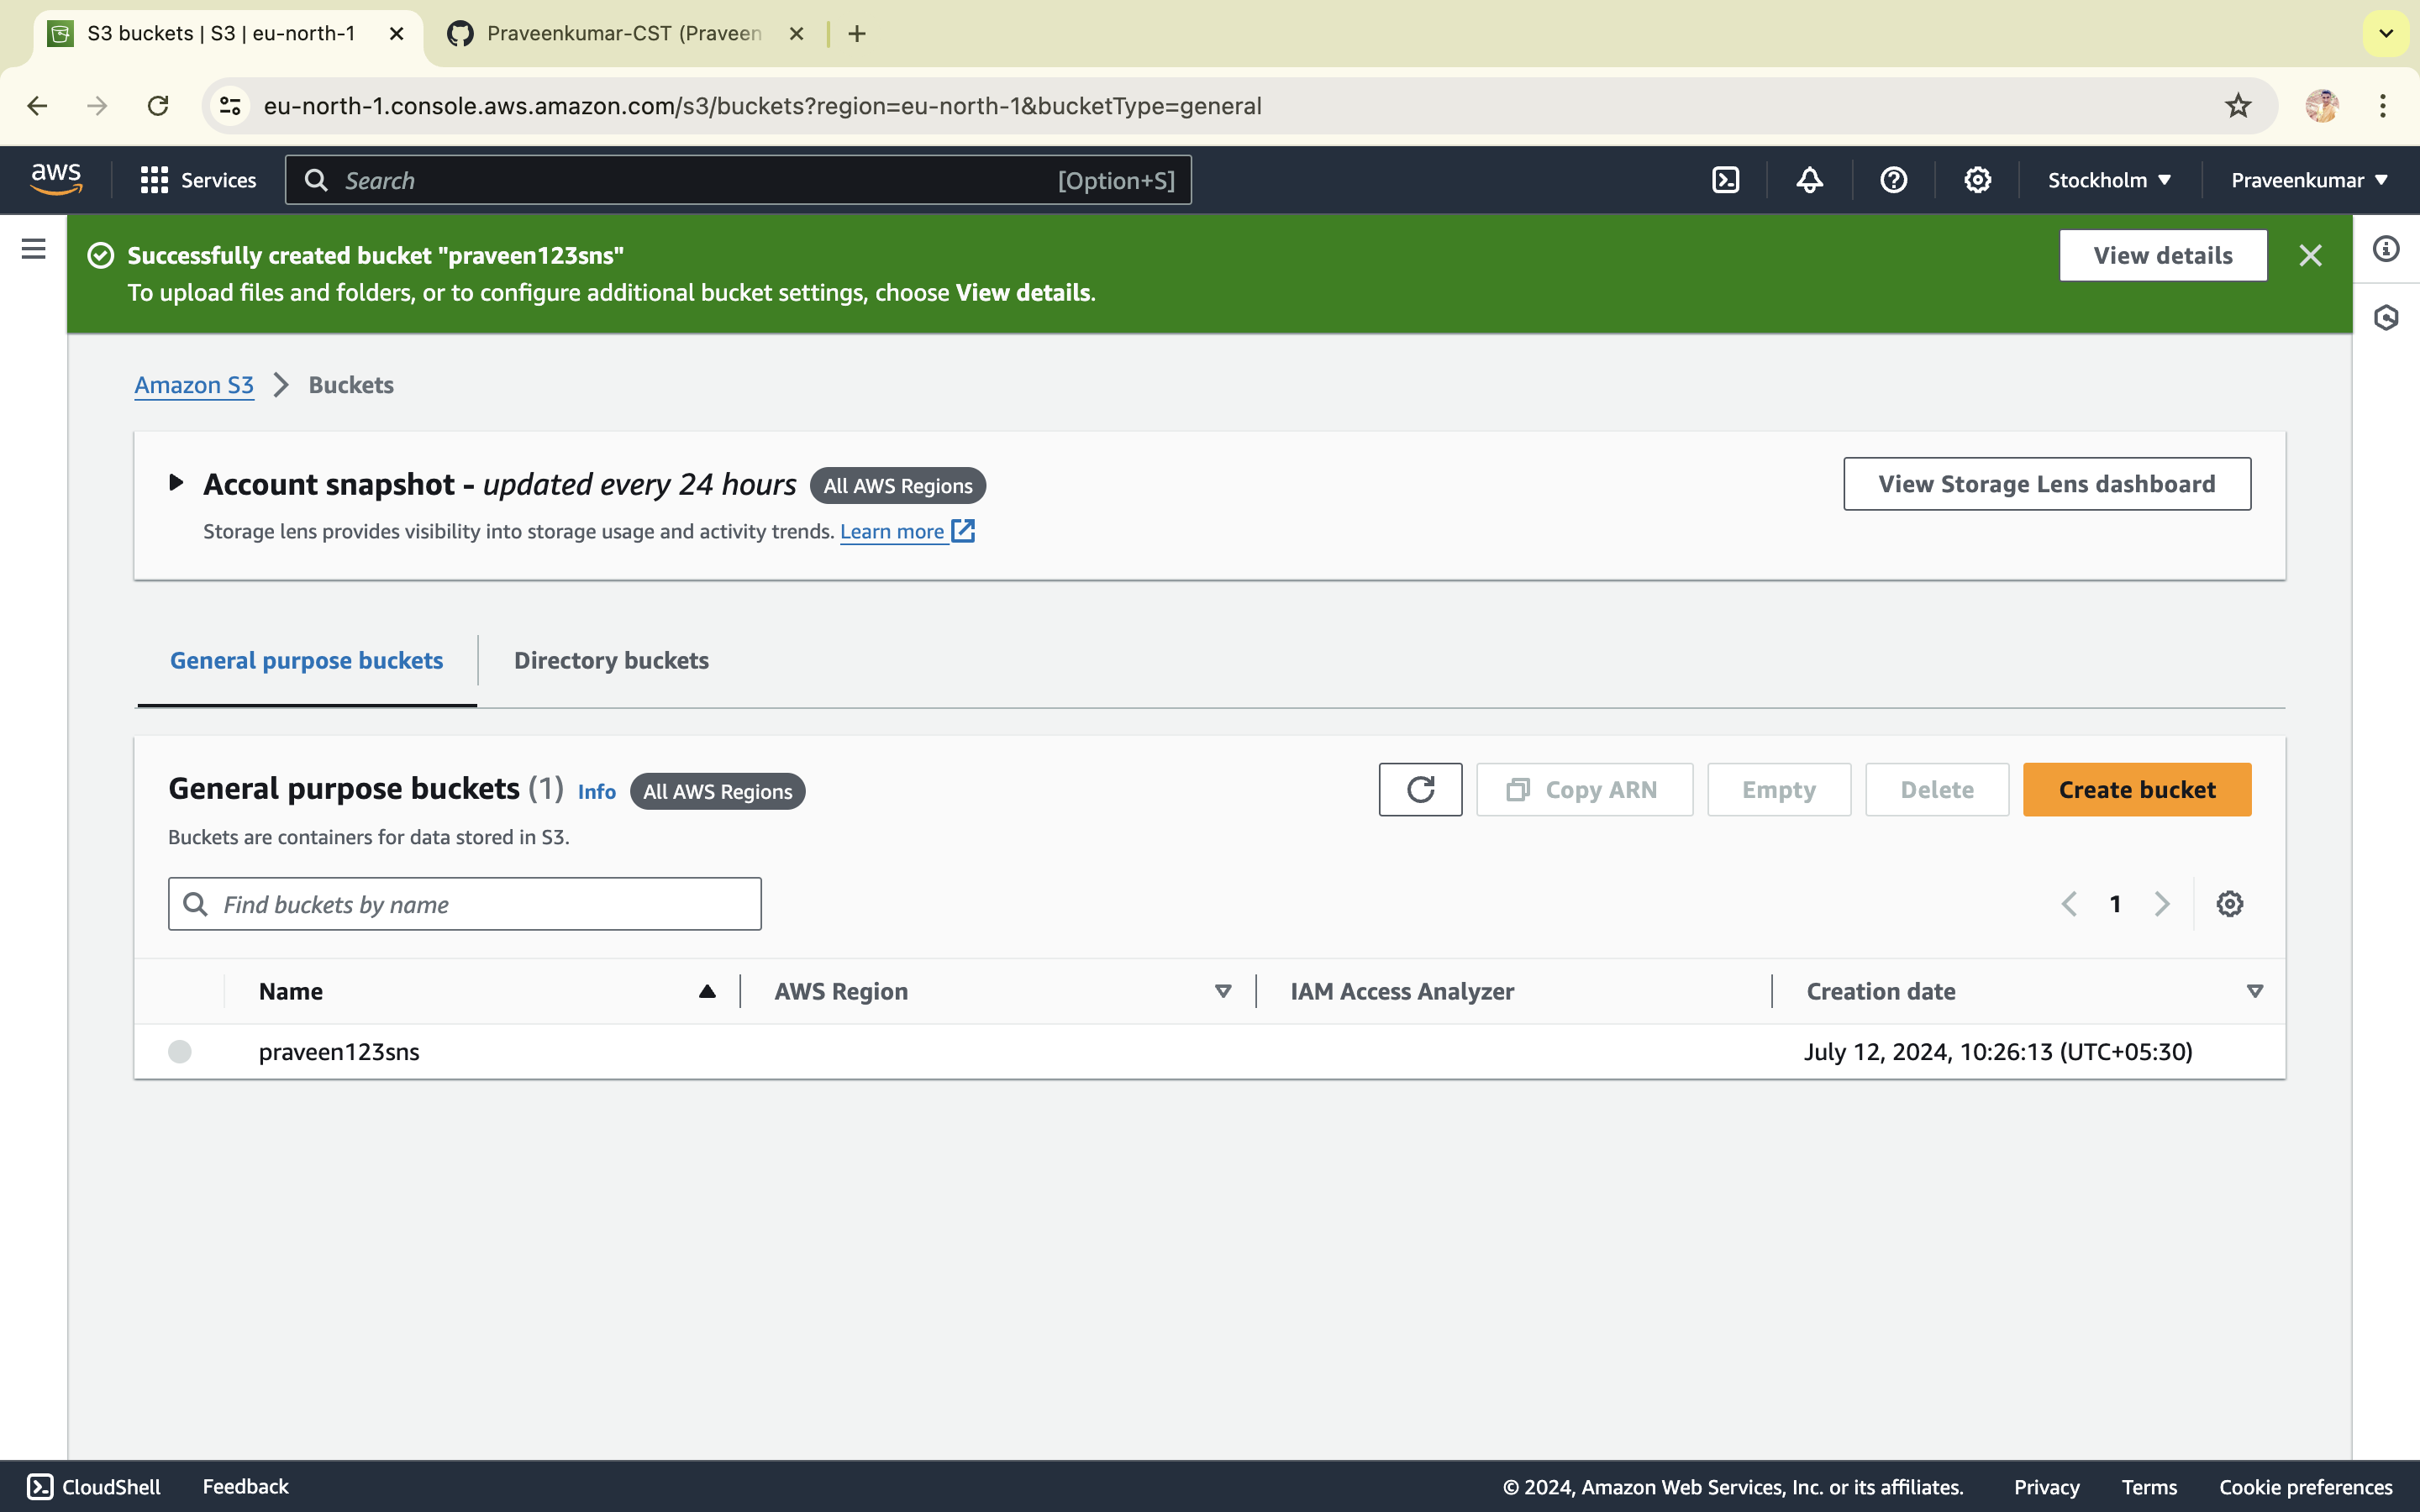 S3 buckets | S3 | eu-north-1
Praveenkumar-CST (Praveen
eu-north-1.console.aws.amazon.com/s3/buckets?region=eu-north-1&bucketType=general
aws
Services
Search
[Option+S]
Stockholm
Praveenkumar
Successfully created bucket "praveen123sns"
To upload files and folders, or to configure additional bucket settings, choose View details.
View details
Amazon S3
Buckets
Account snapshot - updated every 24 hours
All AWS Regions
View Storage Lens dashboard
Storage lens provides visibility into storage usage and activity trends. Learn more
General purpose buckets
Directory buckets
General purpose buckets (1) Info
All AWS Regions
Copy ARN
Empty
Delete
Create bucket
Buckets are containers for data stored in S3.
Find buckets by name
1
Name
AWS Region
IAM Access Analyzer
Creation date
praveen123sns
July 12, 2024, 10:26:13 (UTC+05:30)
CloudShell
Feedback
© 2024, Amazon Web Services, Inc. or its affiliates.
Privacy
Terms
Cookie preferences